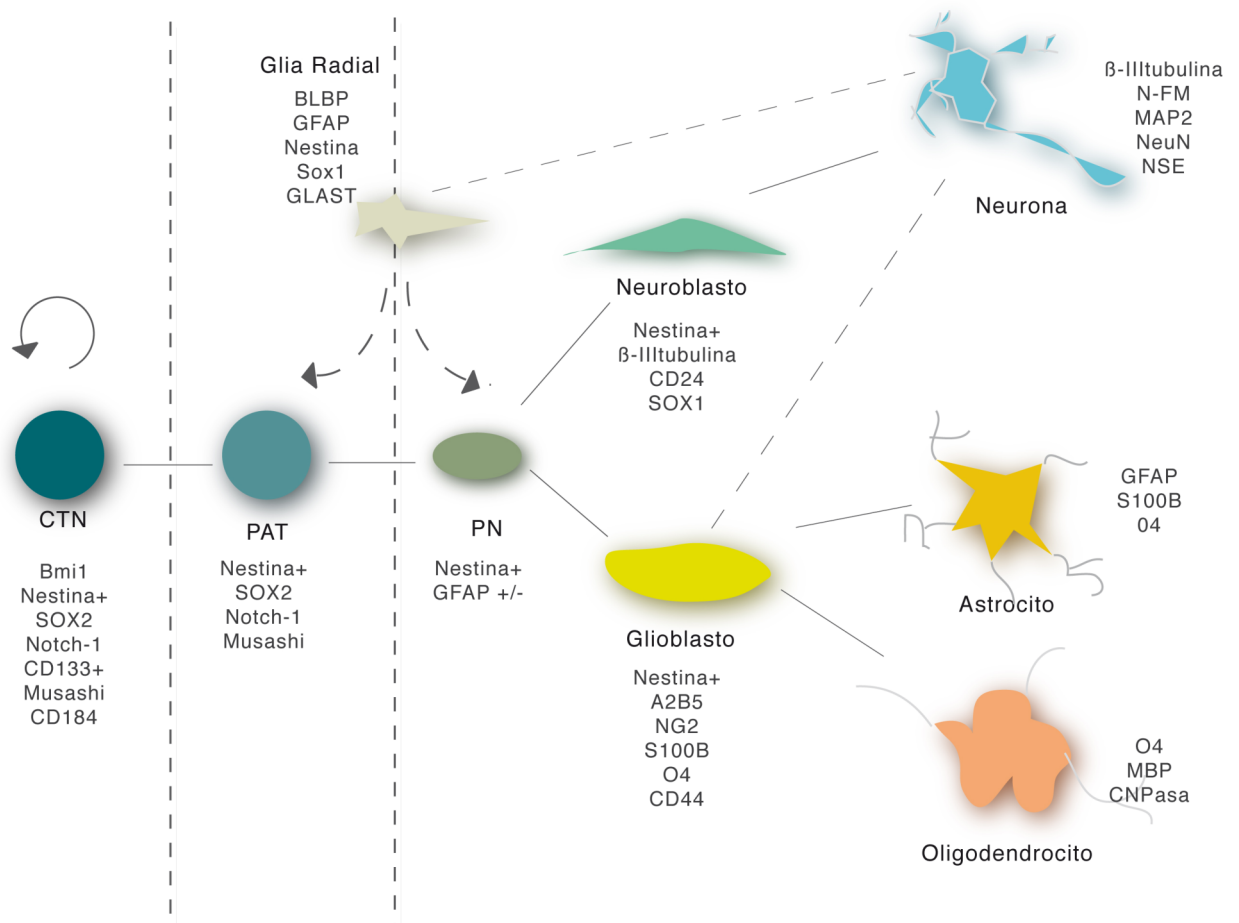 Glia Radial
BLBP
GFAP
Nestina
Sox1
GLAST
ß-IIItubulina
N-FM
MAP2
NeuN
NSE
Neurona
Neuroblasto
Nestina+
ß-IIItubulina
CD24
SOX1
CTN
Bmi1
Nestina+
SOX2
Notch-1
CD133+
Musashi
CD184
PAT
Nestina+
SOX2
Notch-1
Musashi
PN
Nestina+
GFAP +/-
Glioblasto
Nestina+
A2B5
NG2
S100B
O4
CD44
GFAP
S100B
04
Astrocito
O4
MBP
CNPasa
Oligodendrocito